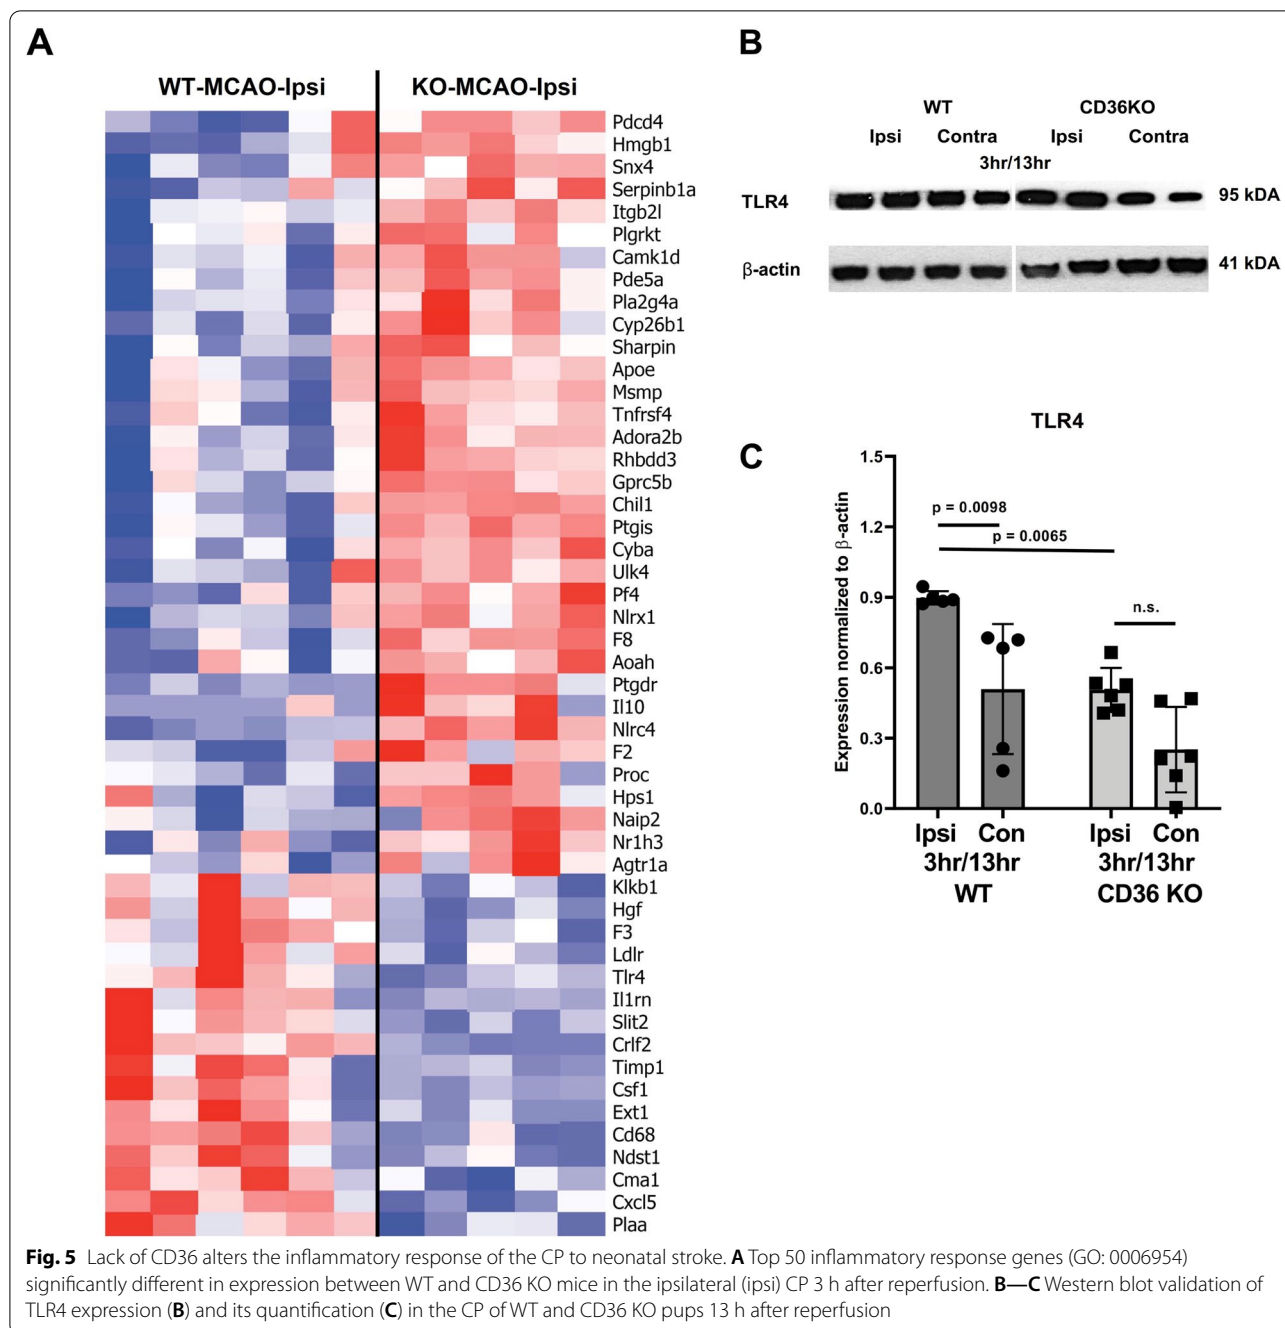 A
WT-MCAO-Ipsi
KO-MCAO-Ipsi
Pdcd4
Hmgb1
Snx4
Serpinb1a
Itgb2l
Plgrkt
Camk1d
Pde5a
Pla2g4a
Cyp26b1
Sharpin
Apoe
Msmp
Tnfrsf4
Adora2b
Rhbdd3
Gprc5b
Chil1
Ptgis
Cyba
Ulk4
Pf4
Nlrx1
F8
Aoah
Ptgdr
Il10
Nlrc4
F2
Proc
Hps1
Naip2
Nr1h3
Agtr1a
Klkb1
Hgf
F3
Ldlr
Tlr4
Il1rn
Slit2
Crlf2
Timp1
Csf1
Ext1
Cd68
Ndst1
Cma1
Cxcl5
Plaa
B
WT CD36KO
Ipsi Contra Ipsi Contra
3hr/13hr
TLR4 95 kDA
β-actin 41 kDA
C
TLR4
Expression normalized to β-actin
1.5
1.2
0.9
0.6
0.3
0.0
p = 0.0098
p = 0.0065
n.s.
Ipsi Con Ipsi Con
3hr/13hr 3hr/13hr
WT CD36 KO
Fig. 5 Lack of CD36 alters the inflammatory response of the CP to neonatal stroke. A Top 50 inflammatory response genes (GO: 0006954)
significantly different in expression between WT and CD36 KO mice in the ipsilateral (ipsi) CP 3 h after reperfusion. B—C Western blot validation of
TLR4 expression (B) and its quantification (C) in the CP of WT and CD36 KO pups 13 h after reperfusion